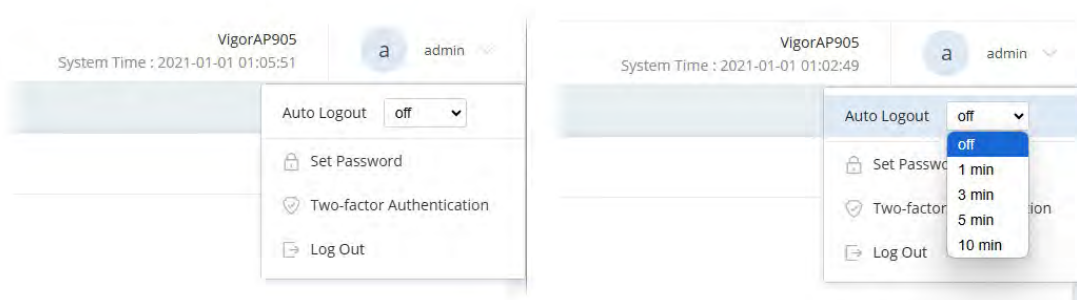 VigorAP905
System Time : 2021-01-01 01:05:51
a
admin
Auto Logout off
Set Password
Two-factor Authentication
Log Out
VigorAP905
System Time : 2021-01-01 01:02:49
a
admin
Auto Logout off
off
1 min
3 min
5 min
10 min
Set Passwo
Two-factor
ion
Log Out